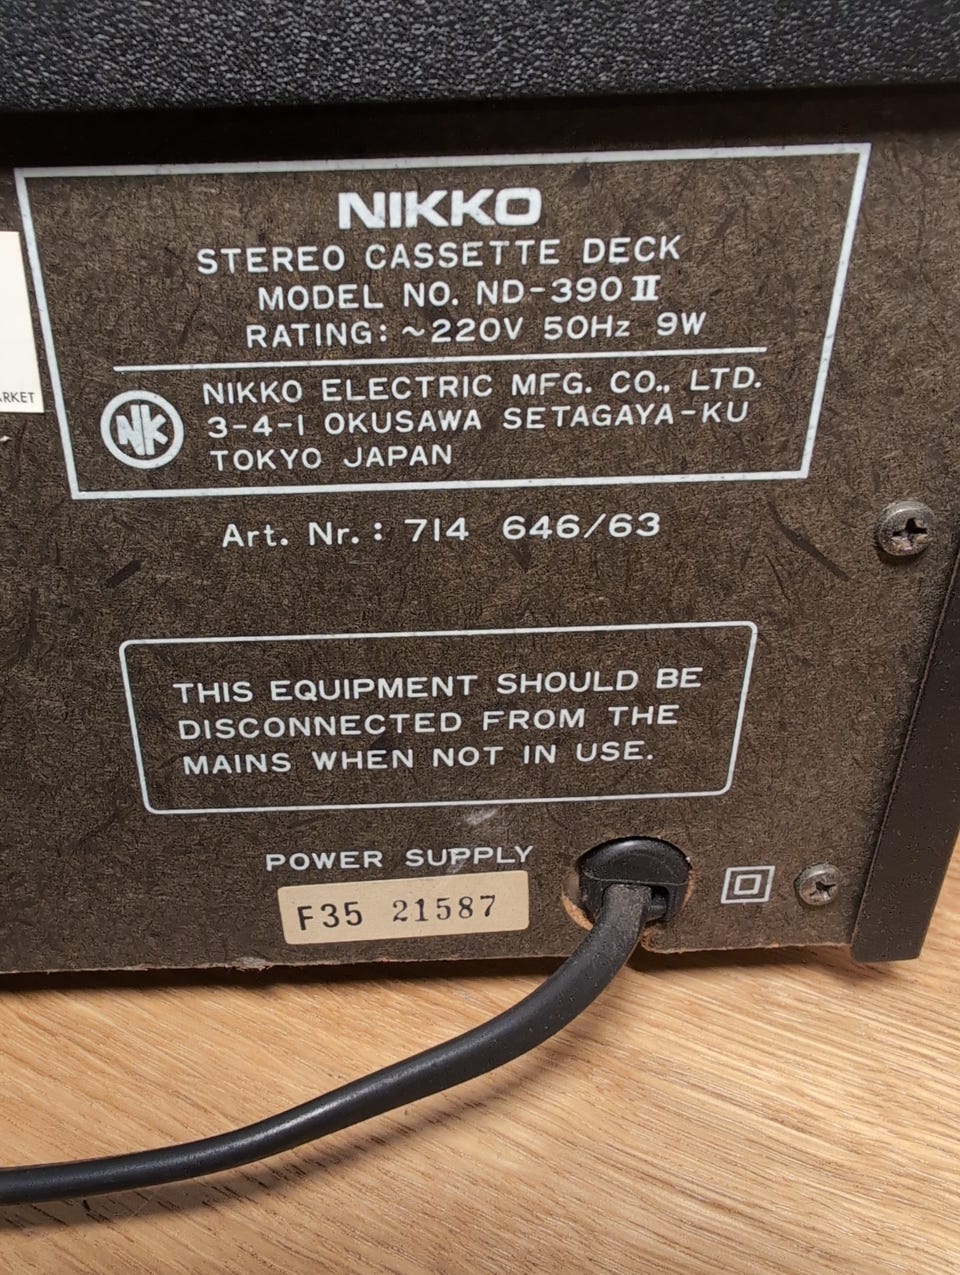 NIKKO
STEREO CASSETTE DECK
MODEL NO. ND-390 II
RATING: ~220V 50Hz 9W
NK
NIKKO ELECTRIC MFG. CO., LTD.
3-4-1 OKUSAWA SETAGAYA-KU
TOKYO JAPAN
Art. Nr.: 714 646/63
THIS EQUIPMENT SHOULD BE
DISCONNECTED FROM THE
MAINS WHEN NOT IN USE.
POWER SUPPLY
F35 21587